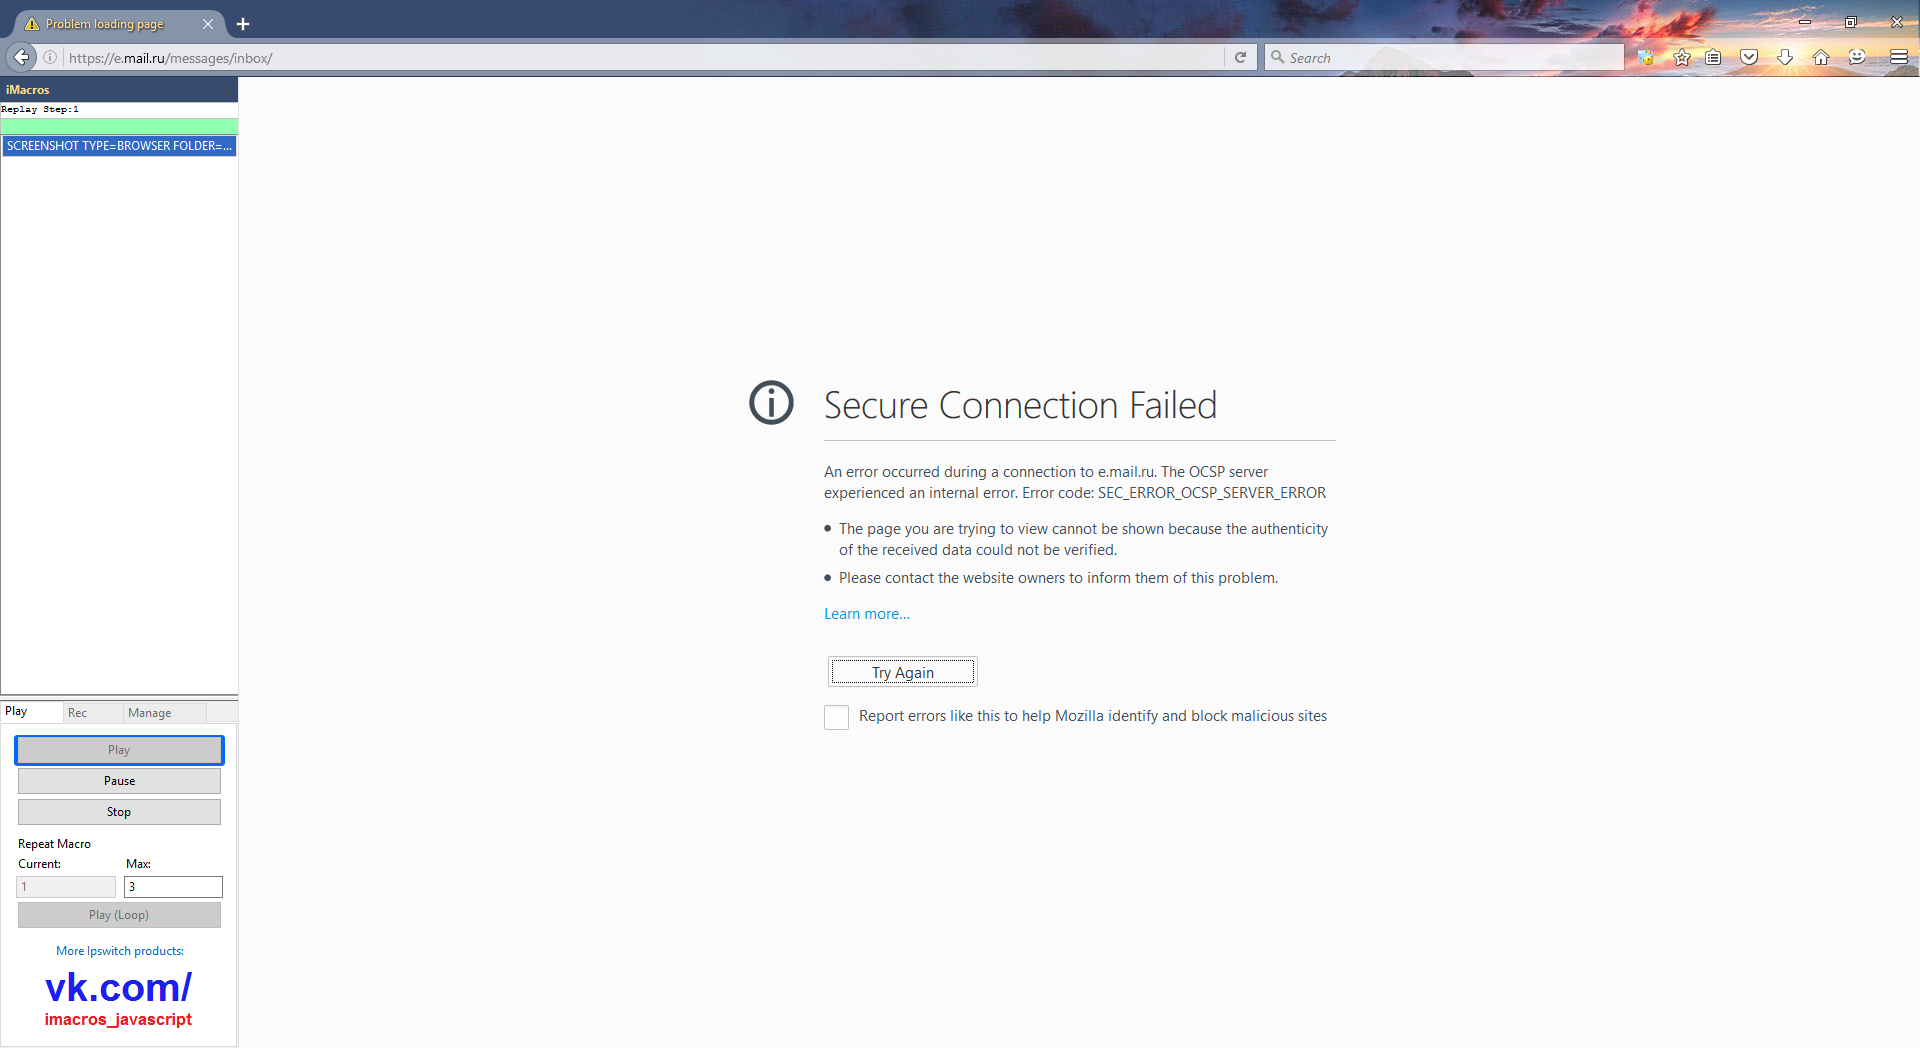 Problem loading page
https://e.mail.ru/messages/inbox/
Search
iMacros
Replay Step:1
SCREENSHOT TYPE=BROWSER FOLDER=...
Secure Connection Failed
An error occurred during a connection to e.mail.ru. The OCSP server
experienced an internal error. Error code: SEC_ERROR_OCSP_SERVER_ERROR
• The page you are trying to view cannot be shown because the authenticity
of the received data could not be verified.
• Please contact the website owners to inform them of this problem.
Learn more...
Try Again
Report errors like this to help Mozilla identify and block malicious sites
Play Rec Manage
Play
Pause
Stop
Repeat Macro
Current: Max:
1 3
Play (Loop)
More Ipswitch products:
vk.com/
imacros_javascript